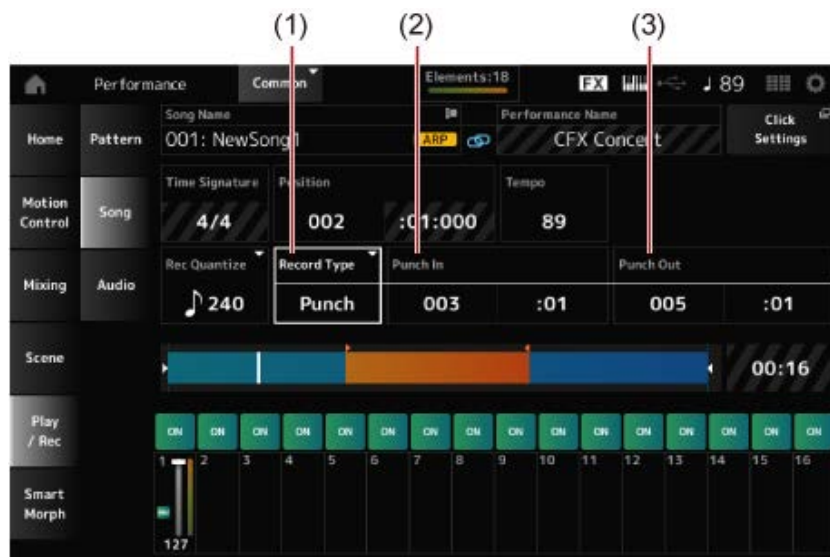 (1) (2) (3)
Performance Common Elements:18 FX ♩ 89
Home Pattern Song Name Performance Name Click Settings
001: NewSong1 ARP CFX Concert
Motion Control Song Time Signature Position Tempo
4/4 002 :01:000 89
Mixing Audio Rec Quantize Record Type Punch In Punch Out
♪ 240 Punch 003 :01 005 :01
Scene 00:16
Play / Rec ON ON ON ON ON ON ON ON ON ON ON ON ON ON ON ON
1 2 3 4 5 6 7 8 9 10 11 12 13 14 15 16
Smart Morph
127